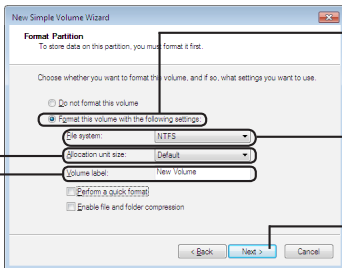 New Simple Volume Wizard
Format Partition
To store data on this partition, you must format it first.
Choose whether you want to format this volume, and if so, what settings you want to use.
Do not format this volume
Format this volume with the following settings:
File system: NTFS
Allocation unit size: Default
Volume label: New Volume
Perform a quick format
Enable file and folder compression
< Back Next > Cancel